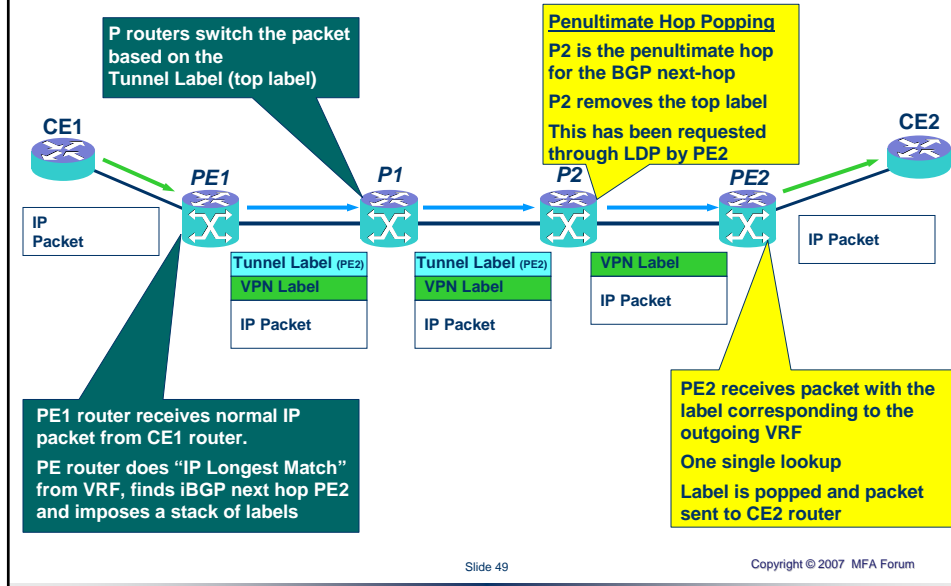 P routers switch the packet
based on the
Tunnel Label (top label)
Penultimate Hop Popping
P2 is the penultimate hop
for the BGP next-hop
P2 removes the top label
This has been requested
through LDP by PE2
CE1
PE1
P1
P2
PE2
CE2
IP
Packet
Tunnel Label (PE2)
VPN Label
IP Packet
Tunnel Label (PE2)
VPN Label
IP Packet
VPN Label
IP Packet
IP Packet
PE1 router receives normal IP
packet from CE1 router.
PE router does “IP Longest Match”
from VRF, finds iBGP next hop PE2
and imposes a stack of labels
PE2 receives packet with the
label corresponding to the
outgoing VRF
One single lookup
Label is popped and packet
sent to CE2 router
Slide 49
Copyright © 2007 MFA Forum